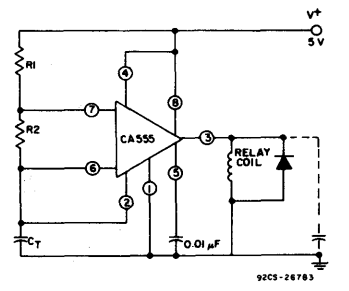 V+
5 V
R1
4
8
7
R2
CA555
3
RELAY
COIL
6
5
1
2
CT
0.01 µF
92CS-26783